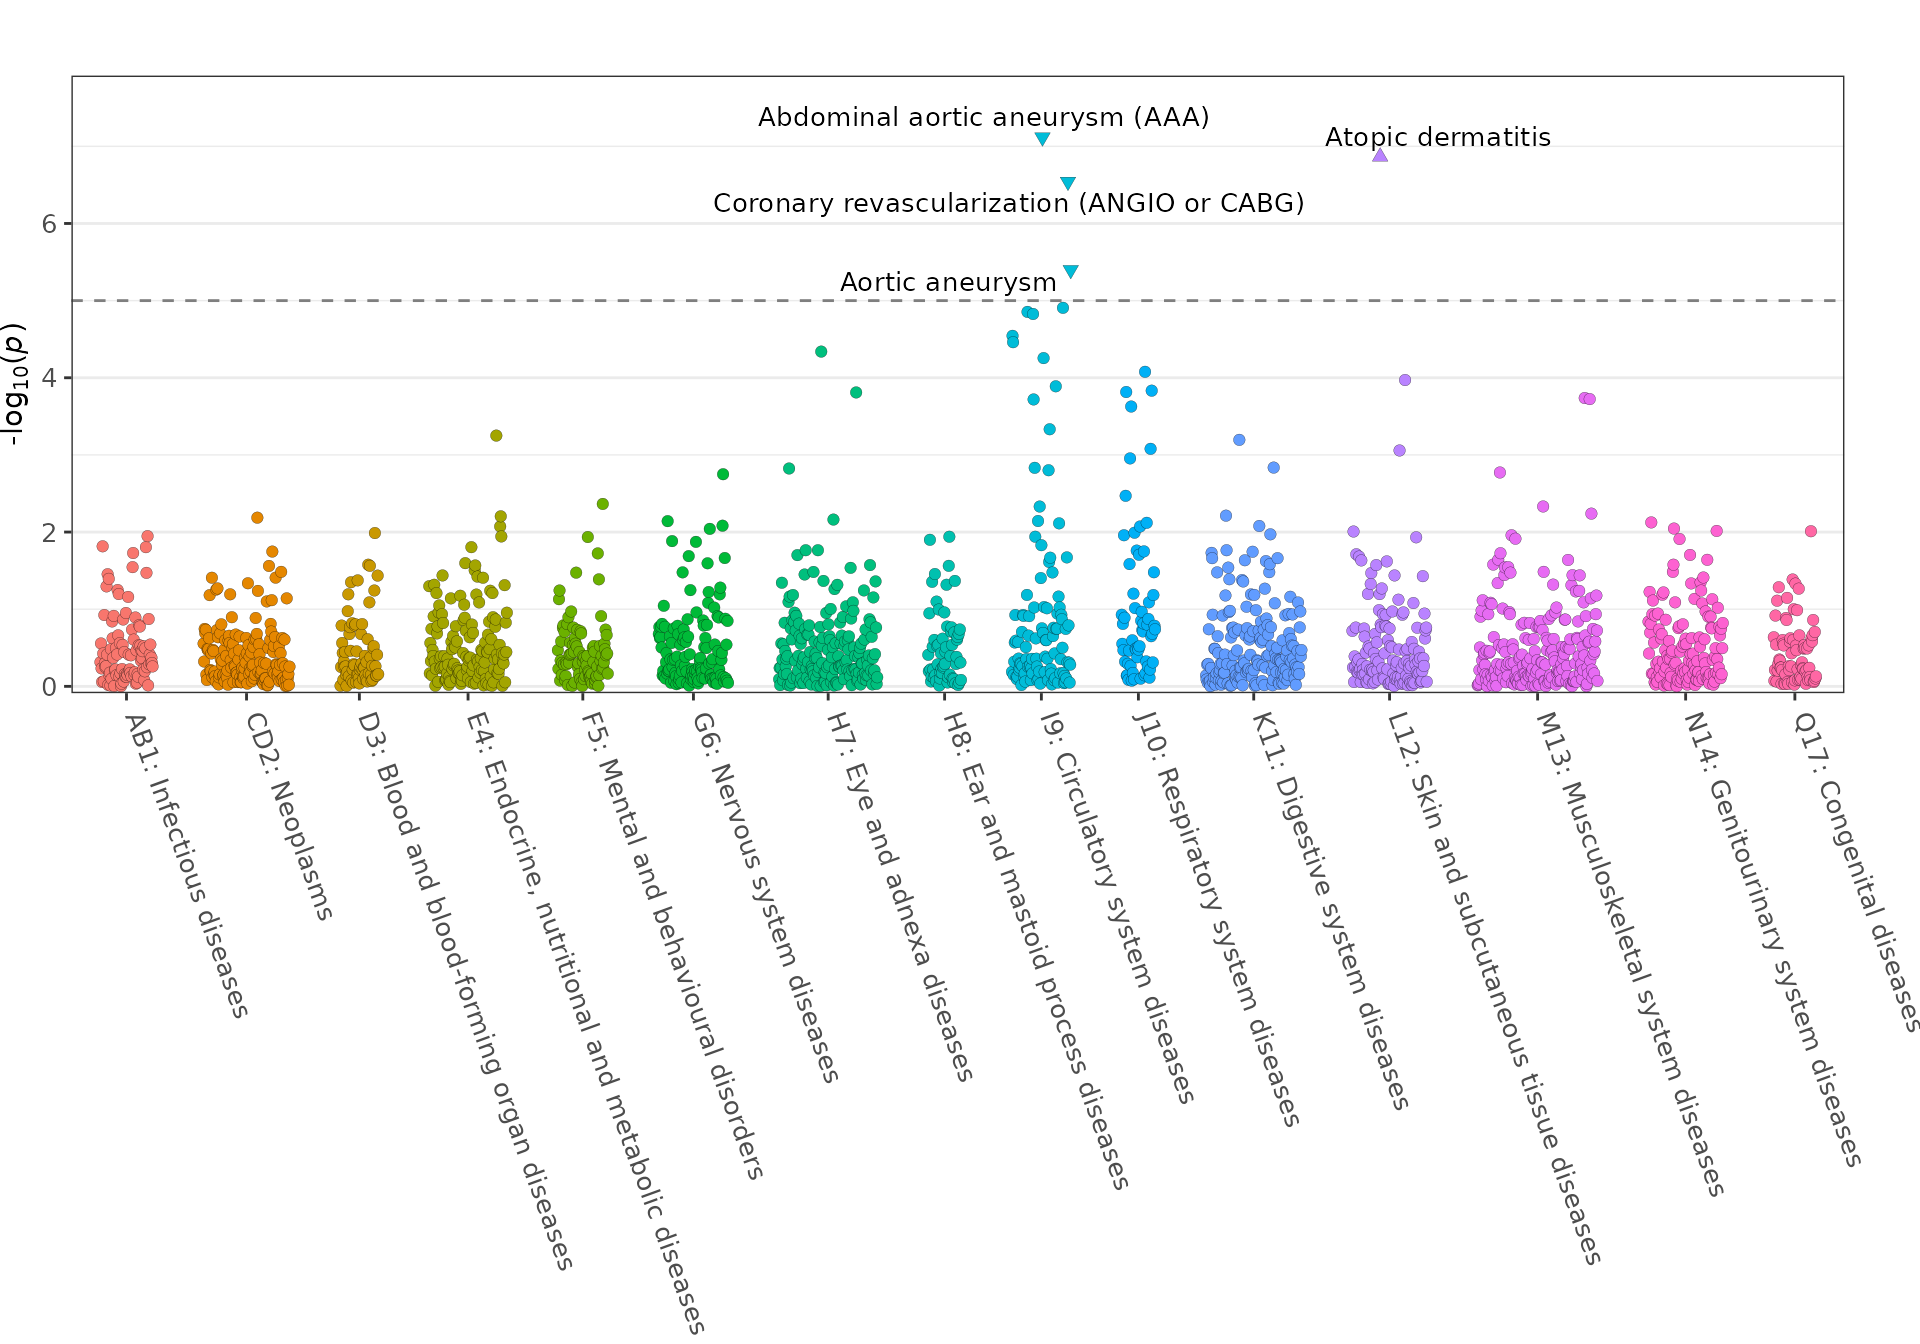 Abdominal aortic aneurysm (AAA)
Atopic dermatitis
Coronary revascularization (ANGIO or CABG)
Aortic aneurysm
-log10(p)
6
4
2
0
AB1: Infectious diseases
CD2: Neoplasms
D3: Blood and blood-forming organ diseases
E4: Endocrine, nutritional and metabolic diseases
F5: Mental and behavioural disorders
G6: Nervous system diseases
H7: Eye and adnexa diseases
H8: Ear and mastoid process diseases
I9: Circulatory system diseases
J10: Respiratory system diseases
K11: Digestive system diseases
L12: Skin and subcutaneous tissue diseases
M13: Musculoskeletal system diseases
N14: Genitourinary system diseases
Q17: Congenital diseases